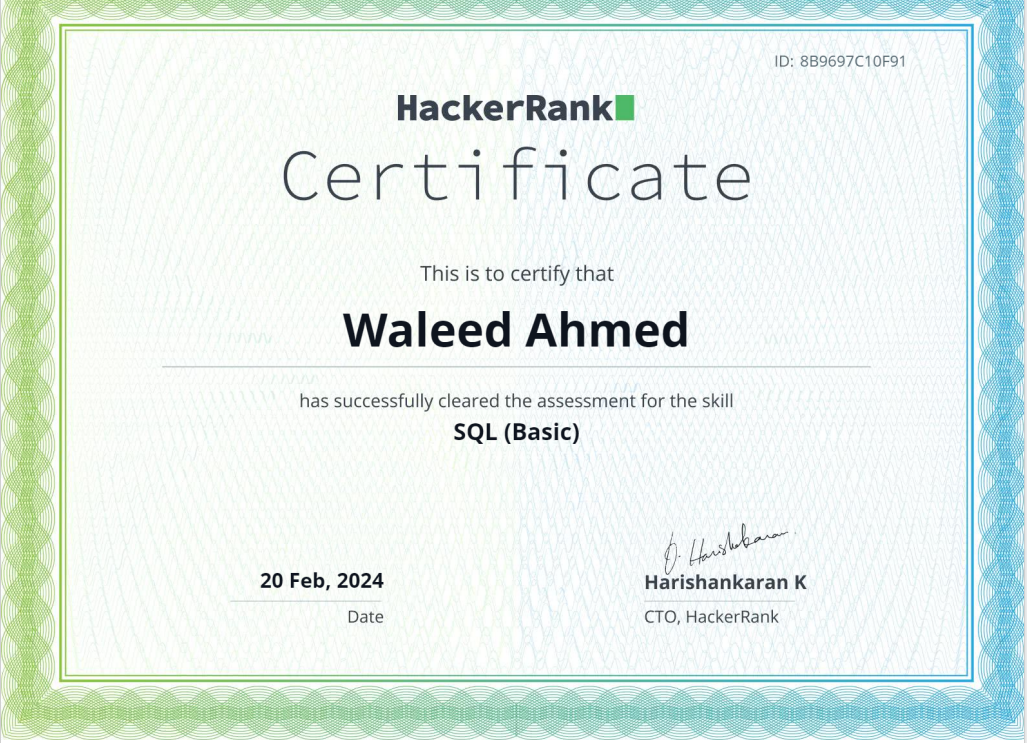 ID: 8B9697C10F91
HackerRank
Certificate
This is to certify that
Waleed Ahmed
has successfully cleared the assessment for the skill
SQL (Basic)
20 Feb, 2024
Date
Harishankaran K
CTO, HackerRank